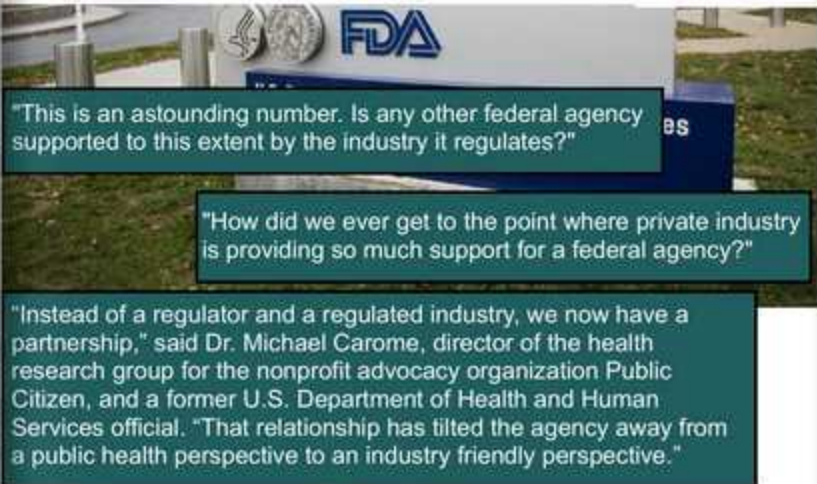 FDA
"This is an astounding number. Is any other federal agency
supported to this extent by the industry it regulates?"
es
"How did we ever get to the point where private industry
is providing so much support for a federal agency?"
"Instead of a regulator and a regulated industry, we now have a
partnership," said Dr. Michael Carome, director of the health
research group for the nonprofit advocacy organization Public
Citizen, and a former U.S. Department of Health and Human
Services official. "That relationship has tilted the agency away from
a public health perspective to an industry friendly perspective."